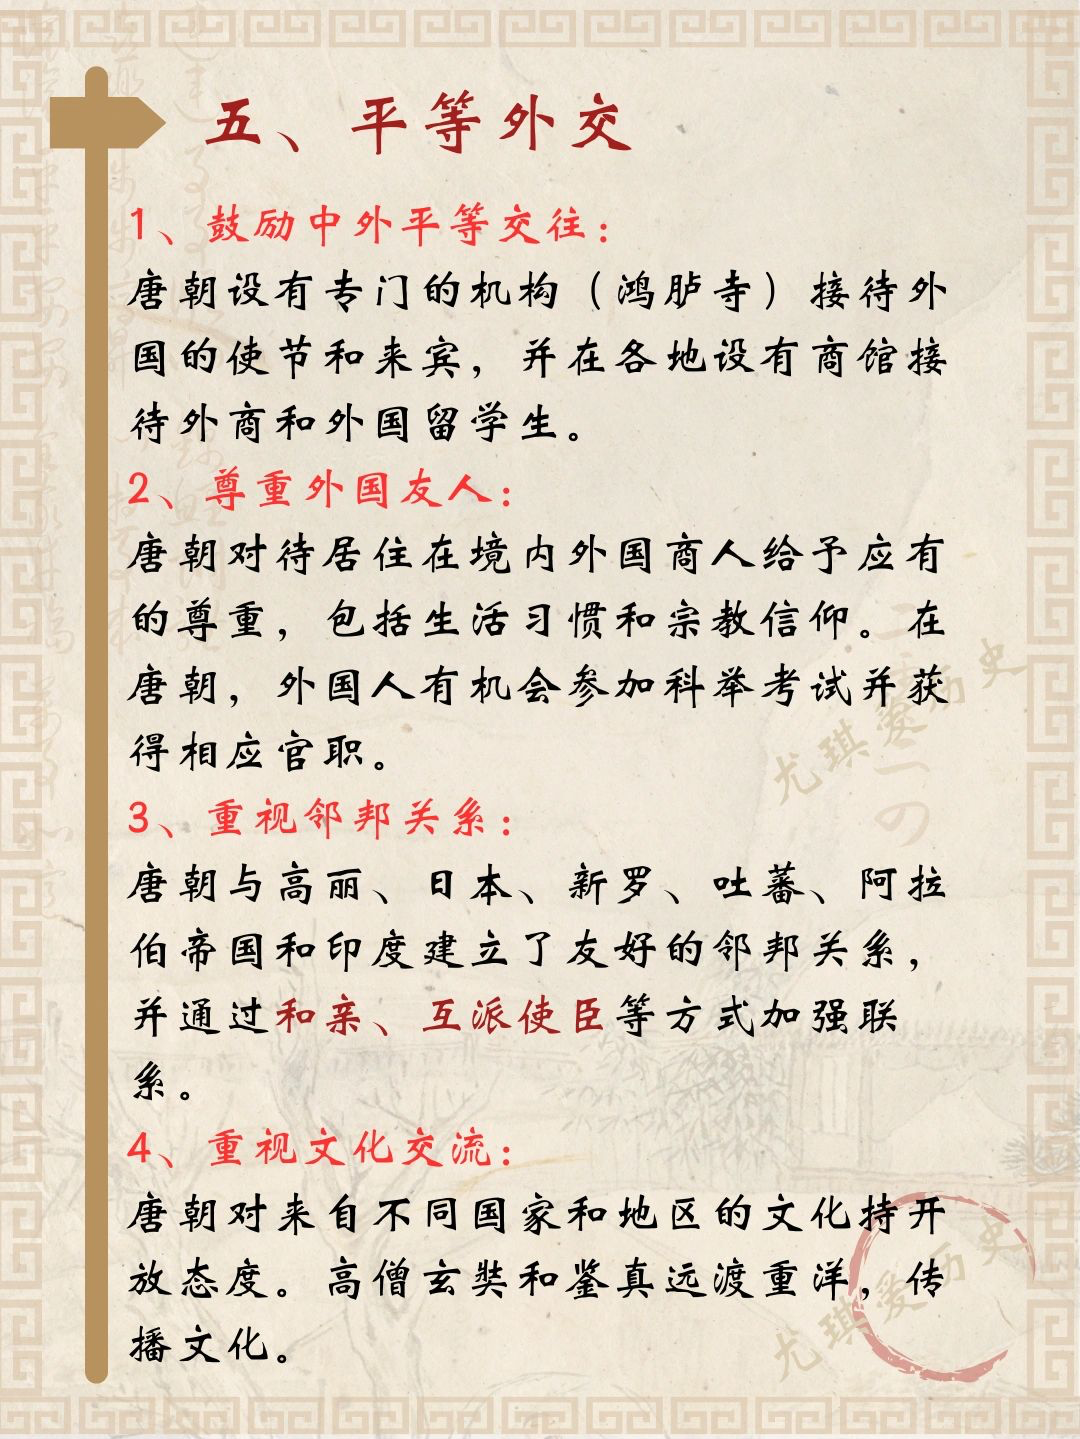 五、平等外交
1、鼓励中外平等交往：
唐朝设有专门的机构（鸿胪寺）接待外
国的使节和来宾，并在各地设有商馆接
待外商和外国留学生。
2、尊重外国友人：
唐朝对待居住在境内外国商人给予应有
的尊重，包括生活习惯和宗教信仰。在
唐朝，外国人有机会参加科举考试并获
得相应官职。
3、重视邻邦关系：
唐朝与高丽、日本、新罗、吐蕃、阿拉
伯帝国和印度建立了友好的邻邦关系，
并通过和亲、互派使臣等方式加强联
系。
4、重视文化交流：
唐朝对来自不同国家和地区的文化持开
放态度。高僧玄奘和鉴真远渡重洋，传
播文化。
尤琪爱历史
尤琪爱历史